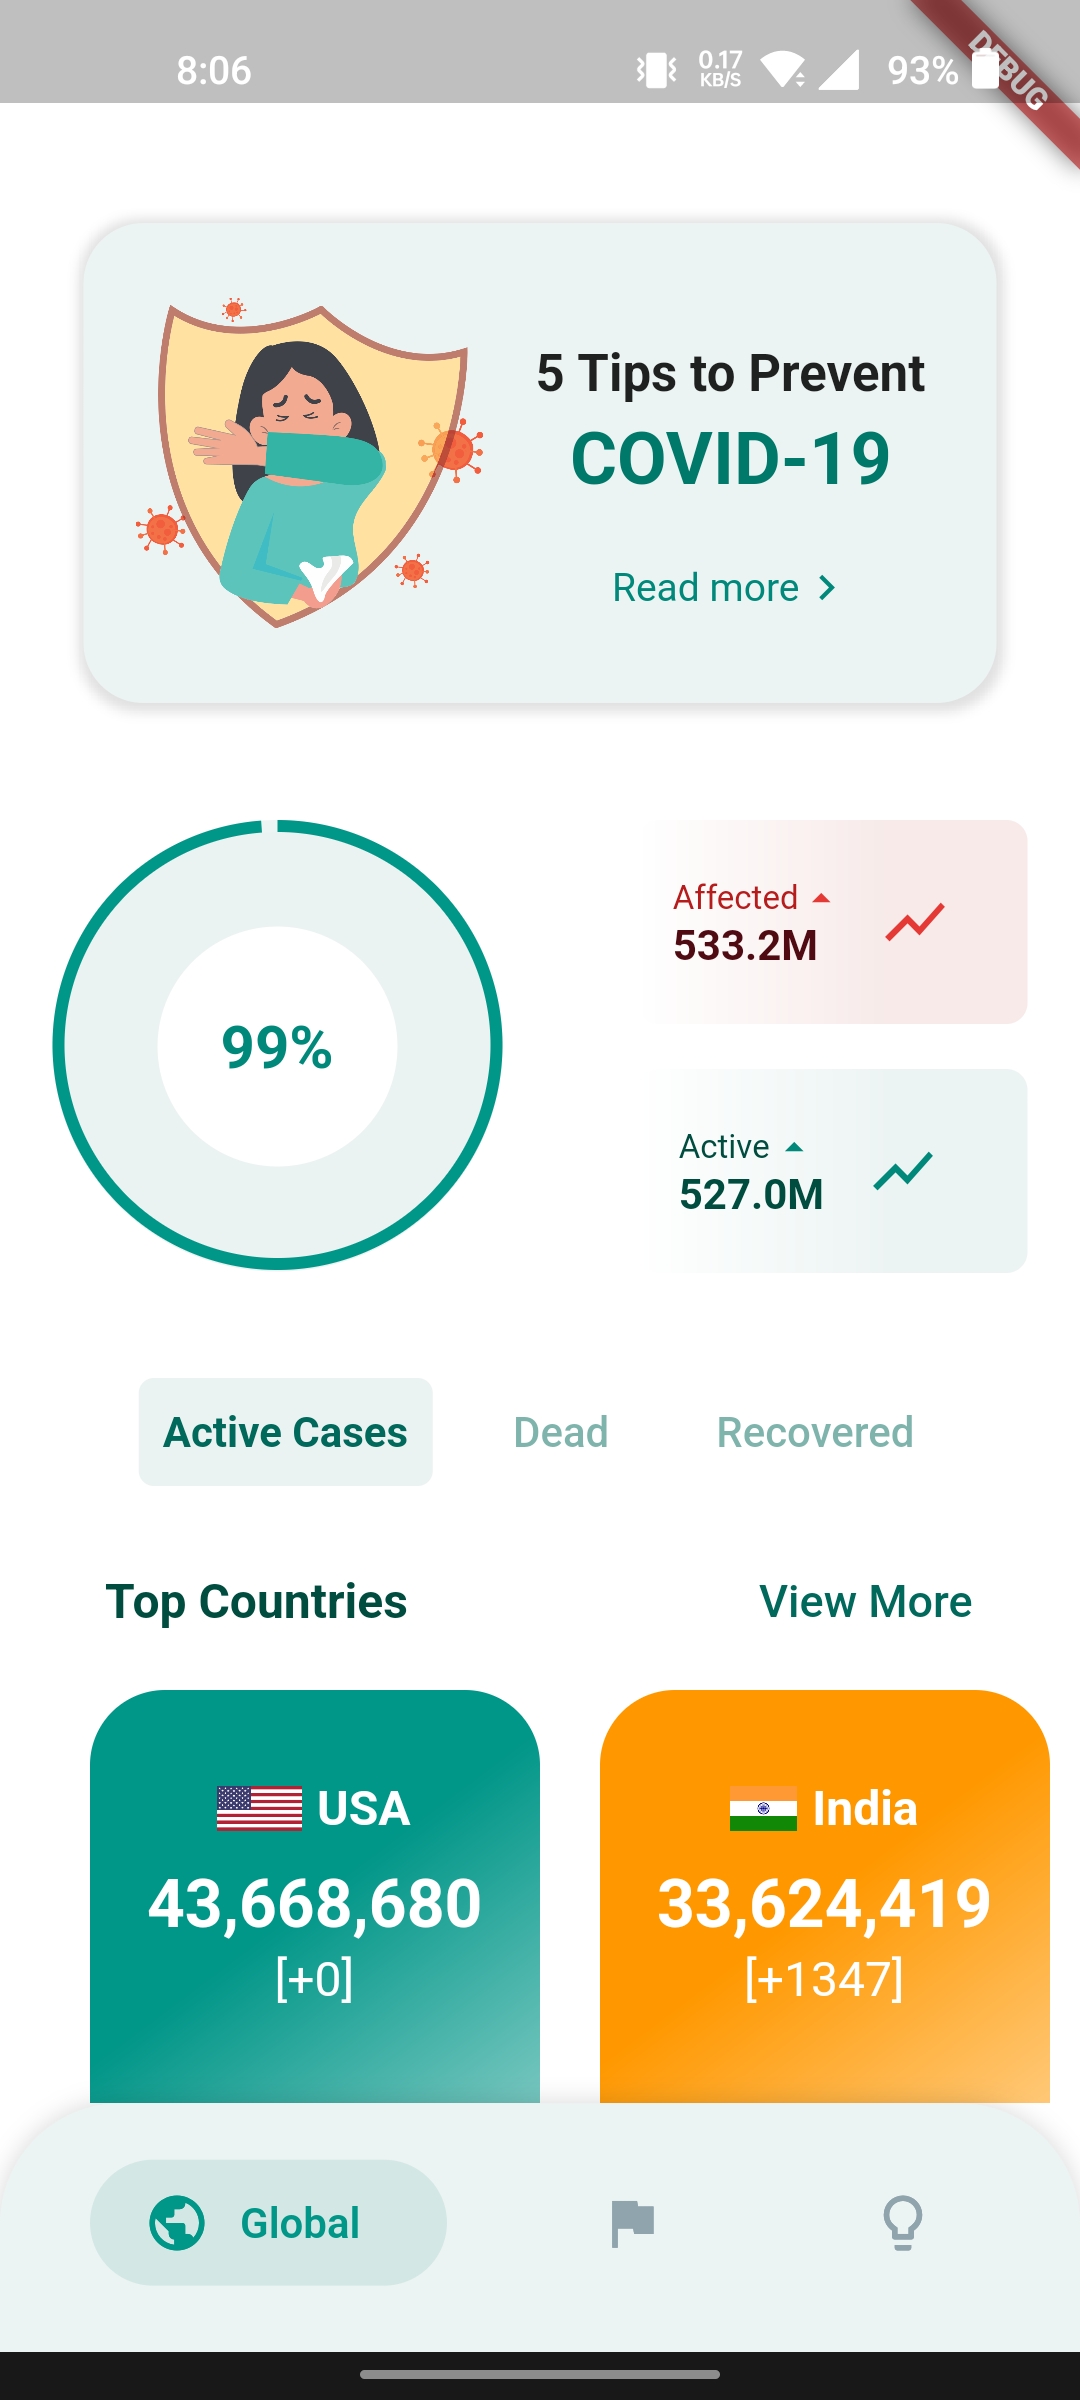 8:06
0.17
KB/S
93%
DEBUG
5 Tips to Prevent
COVID-19
Read more
99%
Affected
533.2M
Active
527.0M
Active Cases
Dead
Recovered
Top Countries
View More
USA
43,668,680
[+0]
India
33,624,419
[+1347]
Global